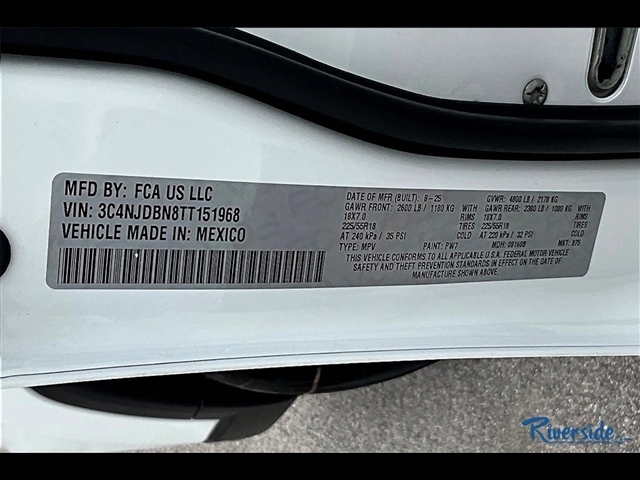 MFD BY: FCA US LLC
VIN: 3C4NJDBN8TT151968
VEHICLE MADE IN: MEXICO
DATE OF MFR (BUILT): 8-25
GAWR FRONT: 2600 LB / 1180 KG
18X7.0 RIMS
225/55R18 TIRES
AT 240 kPa / 35 PSI COLD
TYPE: MPV
PAINT: PW7
GVWR: 4800 LB / 2178 KG
GAWR REAR: 2380 LB / 1080 KG
18X7.0 RIMS
225/55R18 TIRES
AT 220 kPa / 32 PSI COLD
MDH: 081608
MKT: 875
THIS VEHICLE CONFORMS TO ALL APPLICABLE U.S.A. FEDERAL MOTOR VEHICLE
SAFETY AND THEFT PREVENTION STANDARDS IN EFFECT ON THE DATE OF
MANUFACTURE SHOWN ABOVE.
Riverside